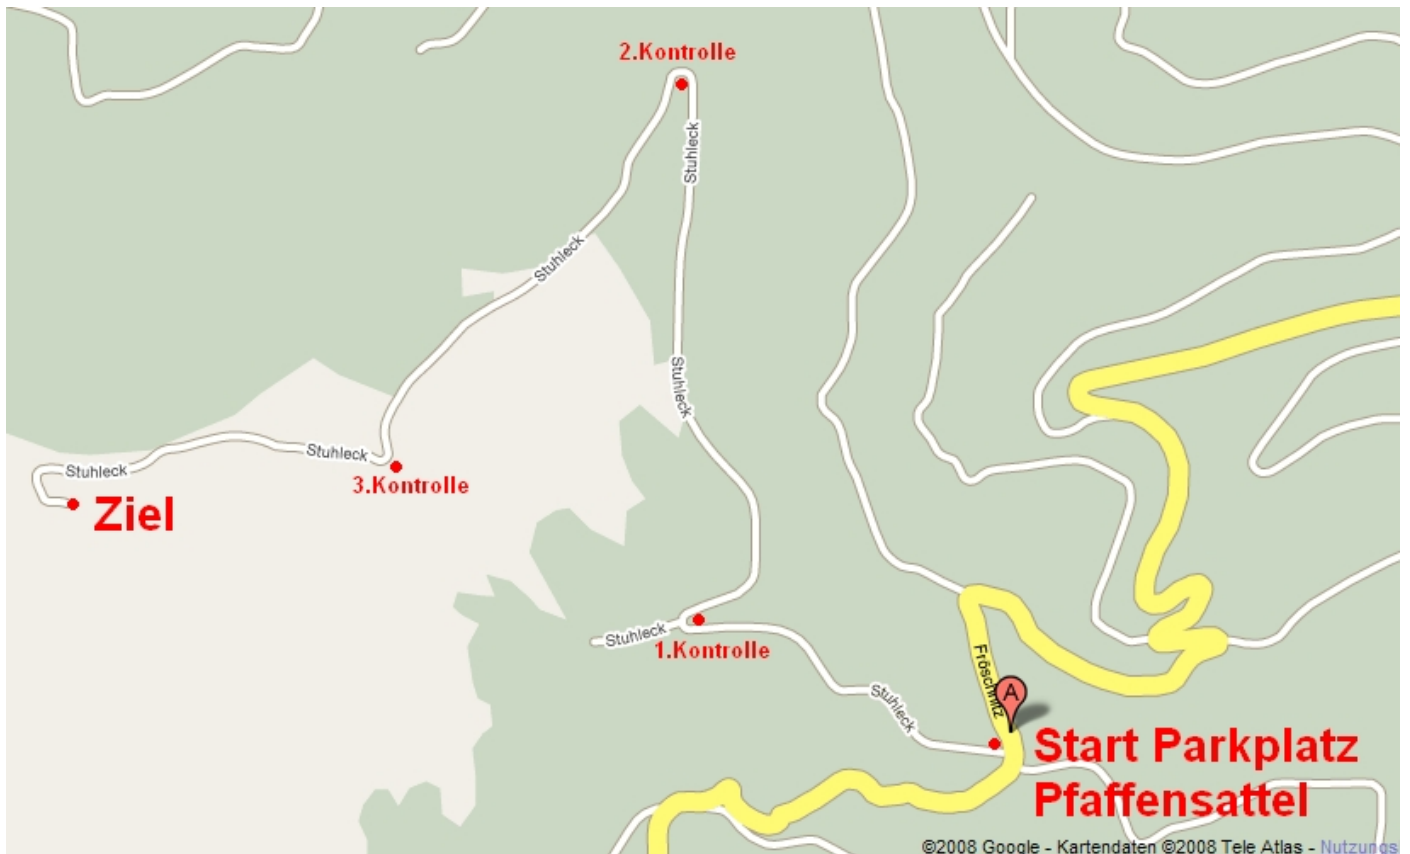 2.Kontrolle
Stuhleck
Stuhleck
Stuhleck
Stuhleck
Stuhleck
3.Kontrolle
Ziel
Stuhleck
1.Kontrolle
Fröschnitz
A
Stuhleck
Start Parkplatz
Pfaffensattel
©2008 Google - Kartendaten ©2008 Tele Atlas - Nutzungs